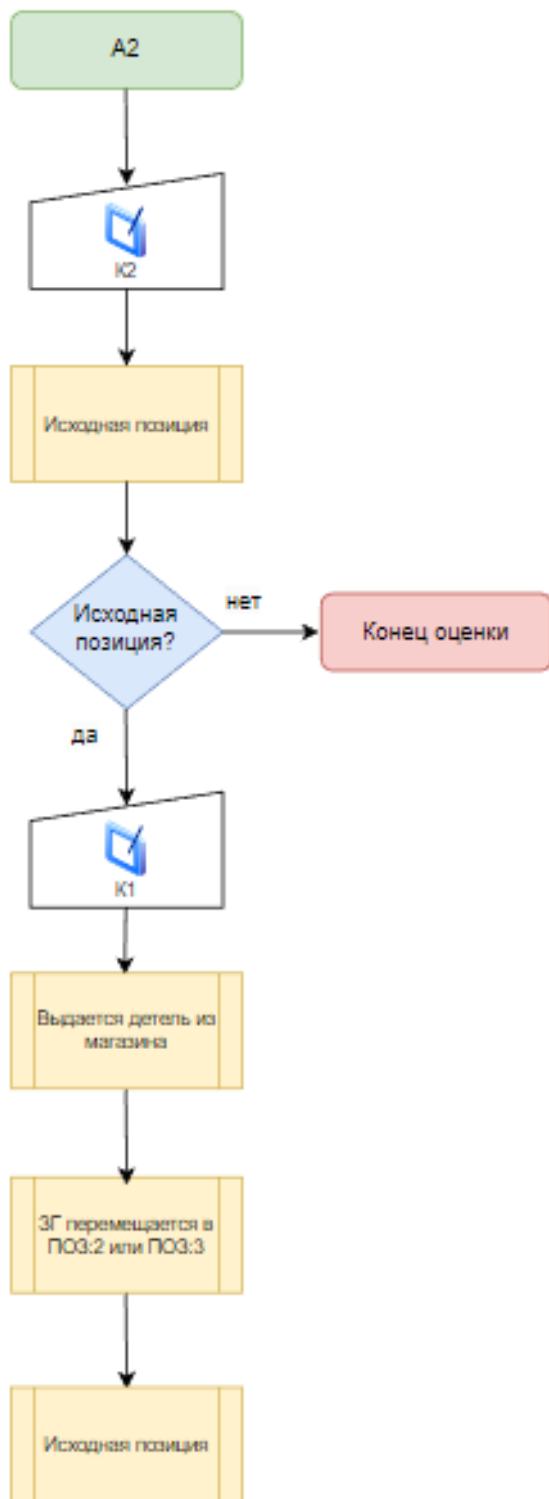 А2
К2
Исходная позиция
Исходная
позиция?
нет
Конец оценки
да
К1
Выдается детель из
магазина
ЗГ перемещается в
ПОЗ:2 или ПОЗ:3
Исходная позиция